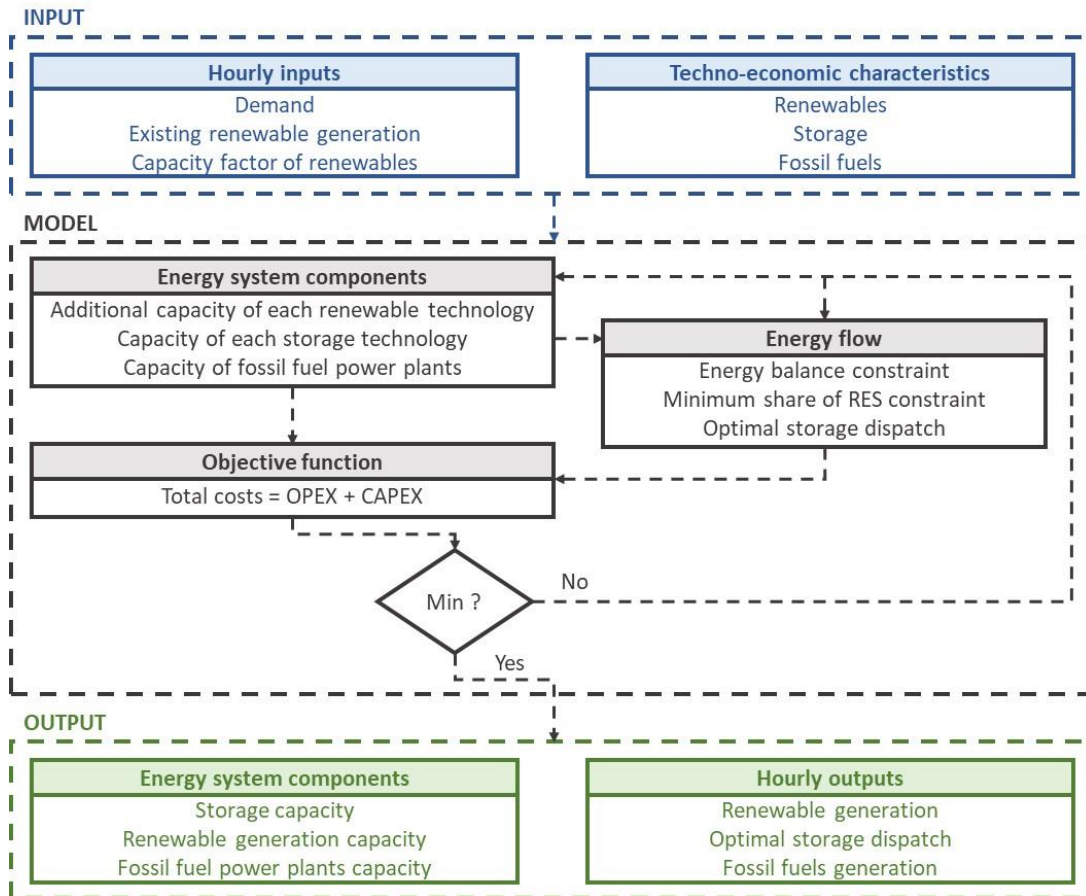 INPUT
Hourly inputs
Demand
Existing renewable generation
Capacity factor of renewables
Techno-economic characteristics
Renewables
Storage
Fossil fuels
MODEL
Energy system components
Additional capacity of each renewable technology
Capacity of each storage technology
Capacity of fossil fuel power plants
Energy flow
Energy balance constraint
Minimum share of RES constraint
Optimal storage dispatch
Objective function
Total costs = OPEX + CAPEX
Min ?
No
Yes
OUTPUT
Energy system components
Storage capacity
Renewable generation capacity
Fossil fuel power plants capacity
Hourly outputs
Renewable generation
Optimal storage dispatch
Fossil fuels generation